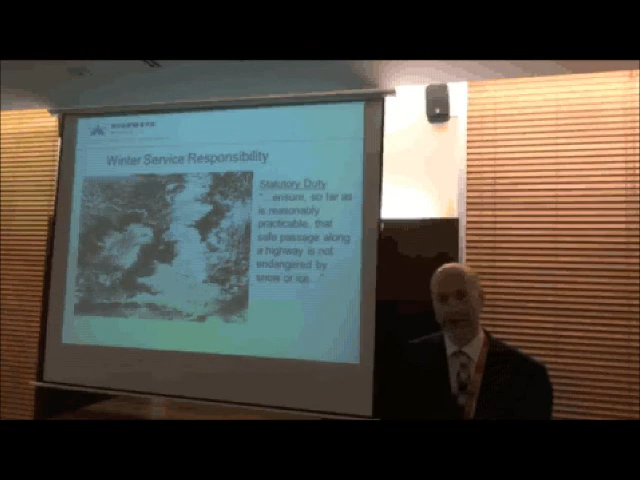 Winter Service Responsibility
Statutory Duty
"...ensure, so far as
is reasonably
practicable, that
safe passage along
a highway is not
endangered by
snow or ice..."